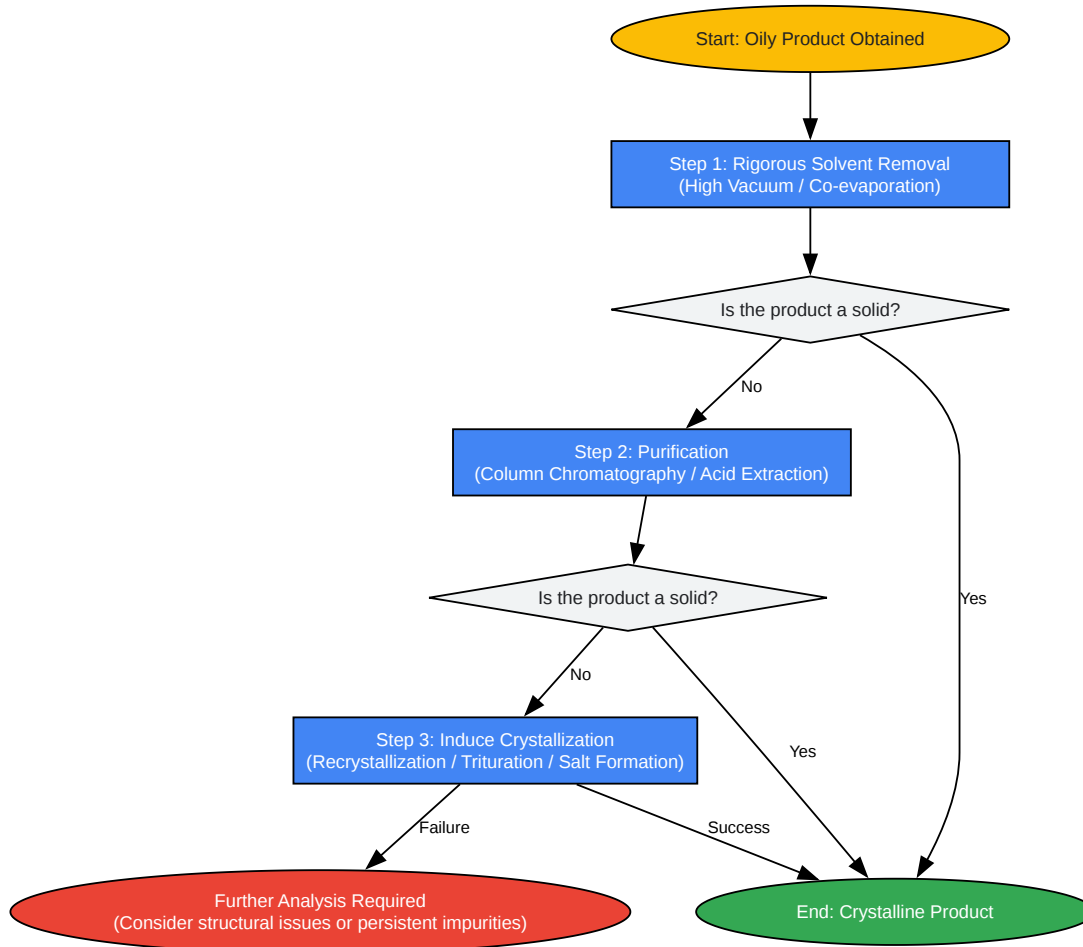 Start: Oily Product Obtained
Step 1: Rigorous Solvent Removal
(High Vacuum / Co-evaporation)
Is the product a solid?
No
Step 2: Purification
(Column Chromatography / Acid Extraction)
Is the product a solid?
Yes
No
Step 3: Induce Crystallization
(Recrystallization / Trituration / Salt Formation)
Yes
Failure
Success
Further Analysis Required
(Consider structural issues or persistent impurities)
End: Crystalline Product